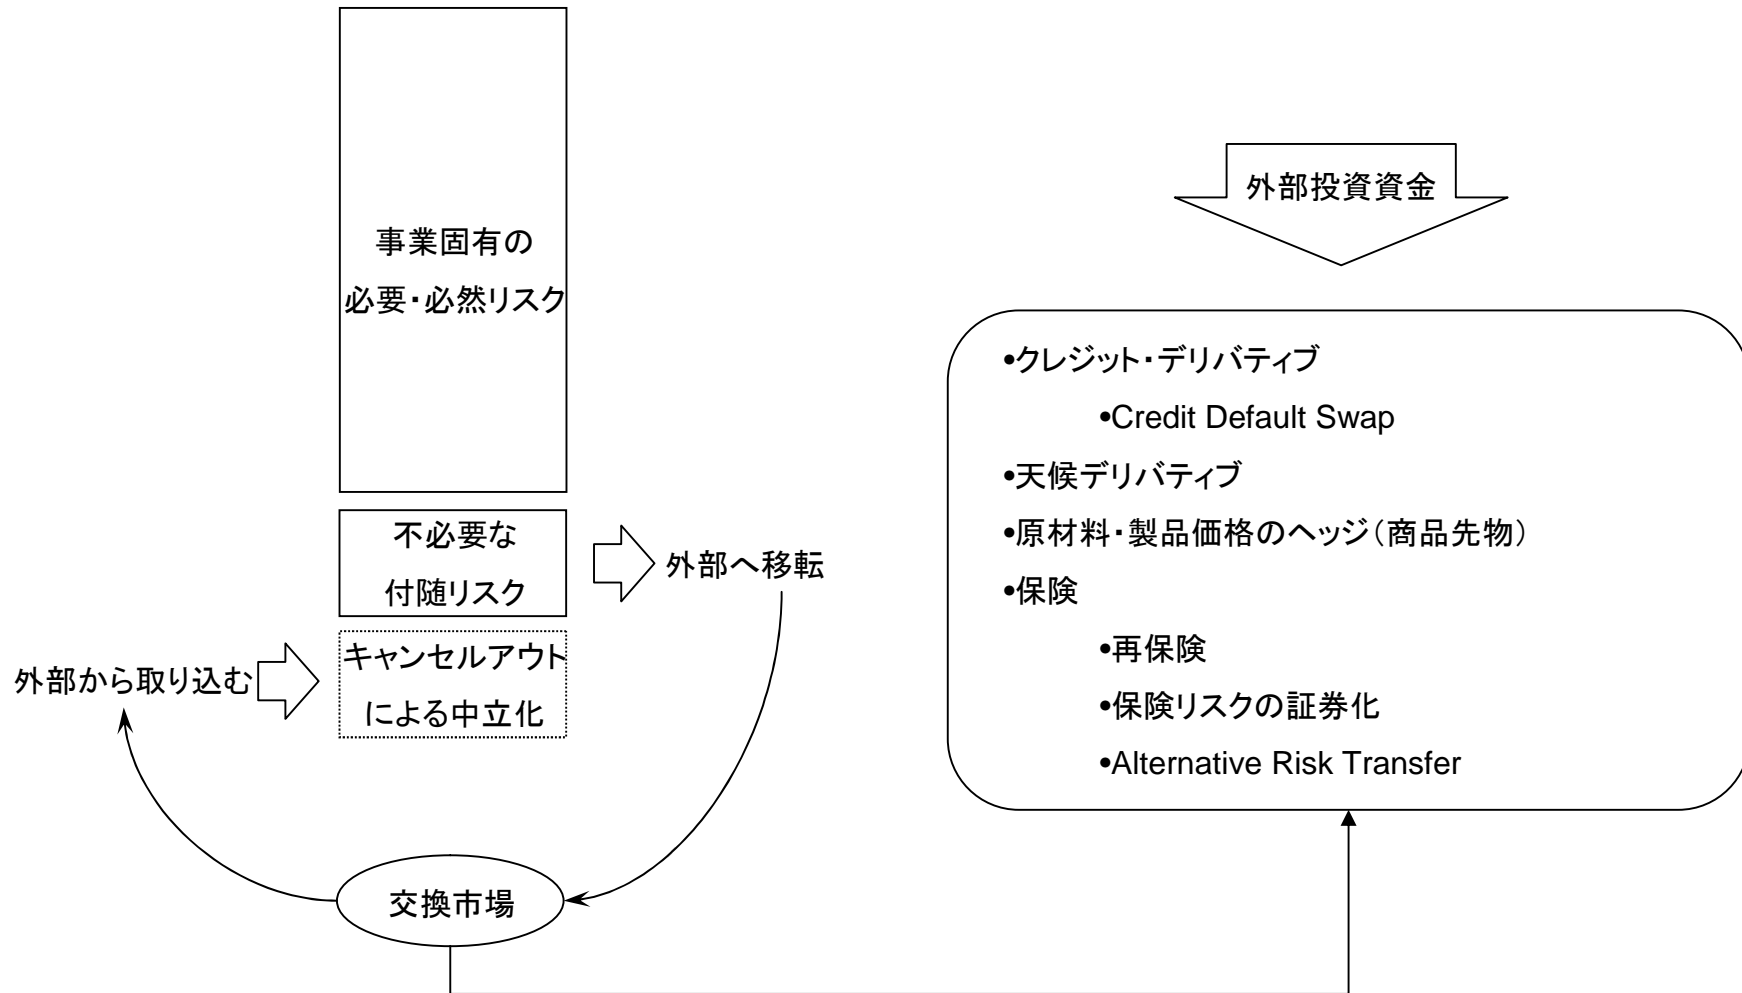 事業固有の
必要・必然リスク
不必要な
付随リスク
外部へ移転
キャンセルアウト
による中立化
外部から取り込む
交換市場
外部投資資金
•クレジット・デリバティブ
•Credit Default Swap
•天候デリバティブ
•原材料・製品価格のヘッジ（商品先物）
•保険
•再保険
•保険リスクの証券化
•Alternative Risk Transfer